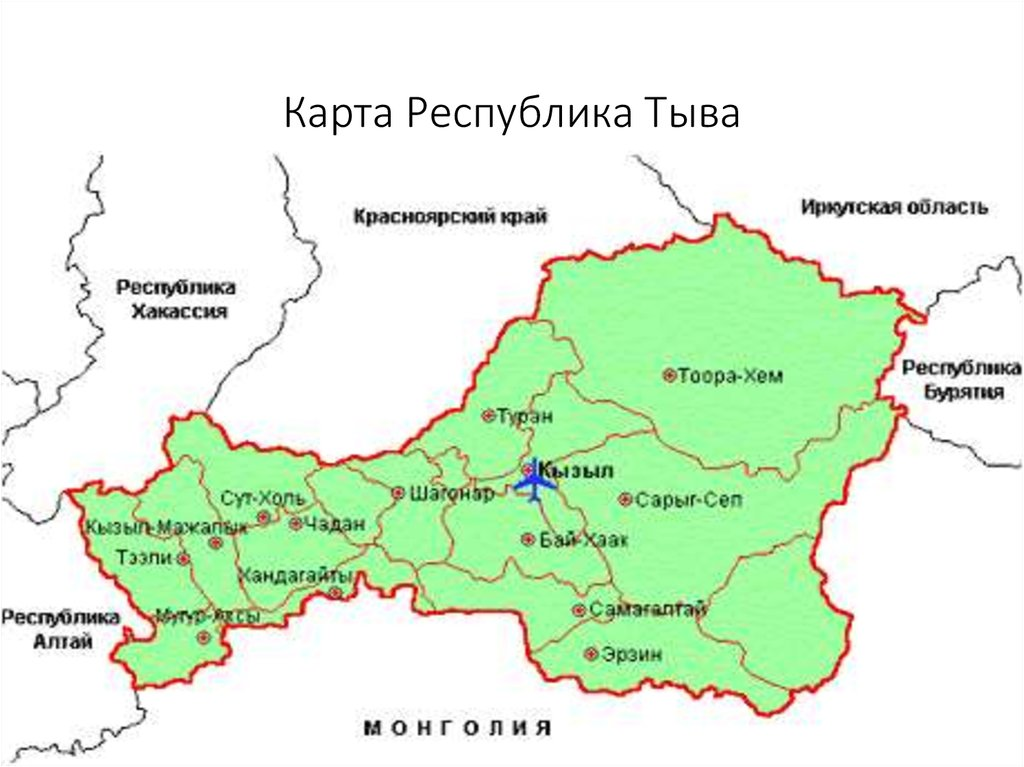 Карта Республика Тыва
Иркутская область
Красноярский край
Республика
Хакассия
Республика
Бурятия
Тоора-Хем
Туран
Кызыл
Шагонар
Сарыг-Сеп
Сут-Холь
Чадан
Кызыл-Мажалык
Бай-Хаак
Тээли
Хандагайты
Республика
Алтай
Мугур-Аксы
Самагалтай
Эрзин
МОНГОЛИЯ